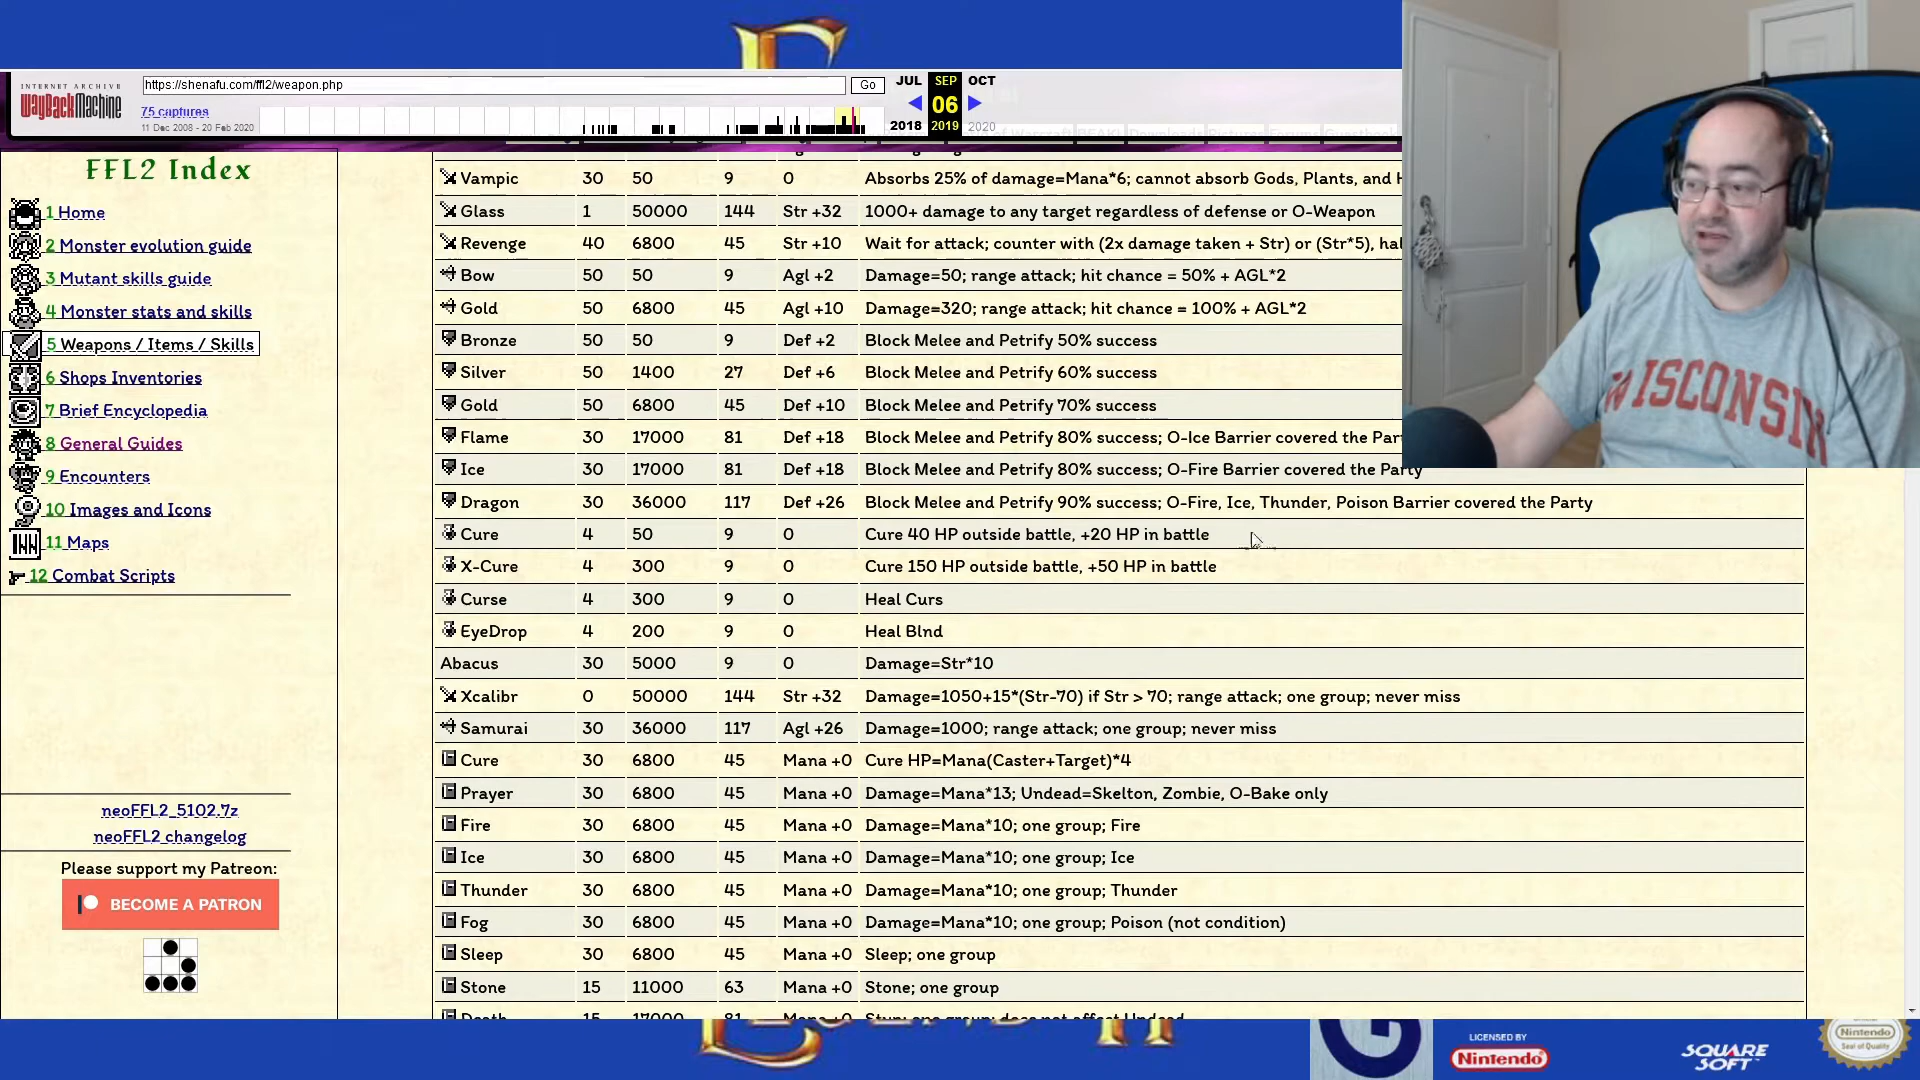 INTERNET ARCHIVE
WayBackMachine
https://shenafu.com/ffl2/weapon.php
Go
JUL
SEP
OCT
75 captures
06
11 Dec 2008 - 20 Feb 2020
2018
2019
2020
FFL2 Index
1 Home
2 Monster evolution guide
3 Mutant skills guide
4 Monster stats and skills
5 Weapons / Items / Skills
6 Shops Inventories
7 Brief Encyclopedia
8 General Guides
9 Encounters
10 Images and Icons
11 Maps
12 Combat Scripts
neoFFL2_5102.7z
neoFFL2 changelog
Please support my Patreon:
BECOME A PATRON
Vampic 30 50 9 0 Absorbs 25% of damage=Mana*6; cannot absorb Gods, Plants, and
Glass 1 50000 144 Str +32 1000+ damage to any target regardless of defense or O-Weapon
Revenge 40 6800 45 Str +10 Wait for attack; counter with (2x damage taken + Str) or (Str*5),
Bow 50 50 9 Agl +2 Damage=50; range attack; hit chance = 50% + AGL*2
Gold 50 6800 45 Agl +10 Damage=320; range attack; hit chance = 100% + AGL*2
Bronze 50 50 9 Def +2 Block Melee and Petrify 50% success
Silver 50 1400 27 Def +6 Block Melee and Petrify 60% success
Gold 50 6800 45 Def +10 Block Melee and Petrify 70% success
Flame 30 17000 81 Def +18 Block Melee and Petrify 80% success; O-Ice Barrier covered the
Ice 30 17000 81 Def +18 Block Melee and Petrify 80% success; O-Fire Barrier covered the Party
Dragon 30 36000 117 Def +26 Block Melee and Petrify 90% success; O-Fire, Ice, Thunder, Poison Barrier covered the Party
Cure 4 50 9 0 Cure 40 HP outside battle, +20 HP in battle
X-Cure 4 300 9 0 Cure 150 HP outside battle, +50 HP in battle
Curse 4 300 9 0 Heal Curs
EyeDrop 4 200 9 0 Heal Blnd
Abacus 30 5000 9 0 Damage=Str*10
Xcalibr 0 50000 144 Str +32 Damage=1050+15*(Str-70) if Str > 70; range attack; one group; never miss
Samurai 30 36000 117 Agl +26 Damage=1000; range attack; one group; never miss
Cure 30 6800 45 Mana +0 Cure HP=Mana(Caster+Target)*4
Prayer 30 6800 45 Mana +0 Damage=Mana*13; Undead=Skelton, Zombie, O-Bake only
Fire 30 6800 45 Mana +0 Damage=Mana*10; one group; Fire
Ice 30 6800 45 Mana +0 Damage=Mana*10; one group; Ice
Thunder 30 6800 45 Mana +0 Damage=Mana*10; one group; Thunder
Fog 30 6800 45 Mana +0 Damage=Mana*10; one group; Poison (not condition)
Sleep 30 6800 45 Mana +0 Sleep; one group
Stone 15 11000 63 Mana +0 Stone; one group
WISCONSIN
LICENSED BY
Nintendo
SQUARE
SOFT
Nintendo
Seal of Quality